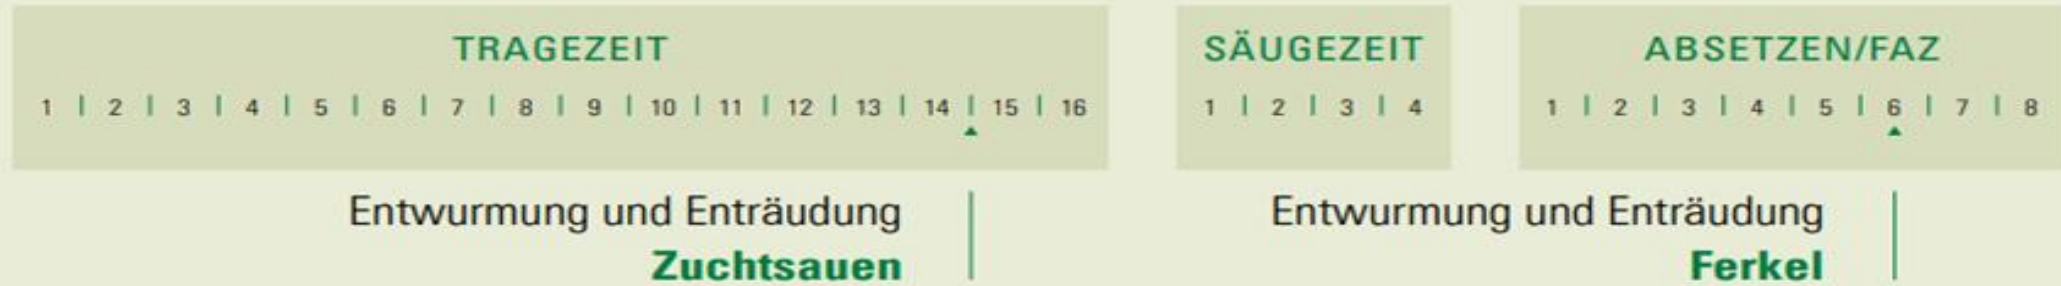 TRAGEZEIT
1 | 2 | 3 | 4 | 5 | 6 | 7 | 8 | 9 | 10 | 11 | 12 | 13 | 14 | 15 | 16
Entwurmung und Enträudung
Zuchtsauen
SÄUGEZEIT
1 | 2 | 3 | 4
ABSETZEN/FAZ
1 | 2 | 3 | 4 | 5 | 6 | 7 | 8
Entwurmung und Enträudung
Ferkel